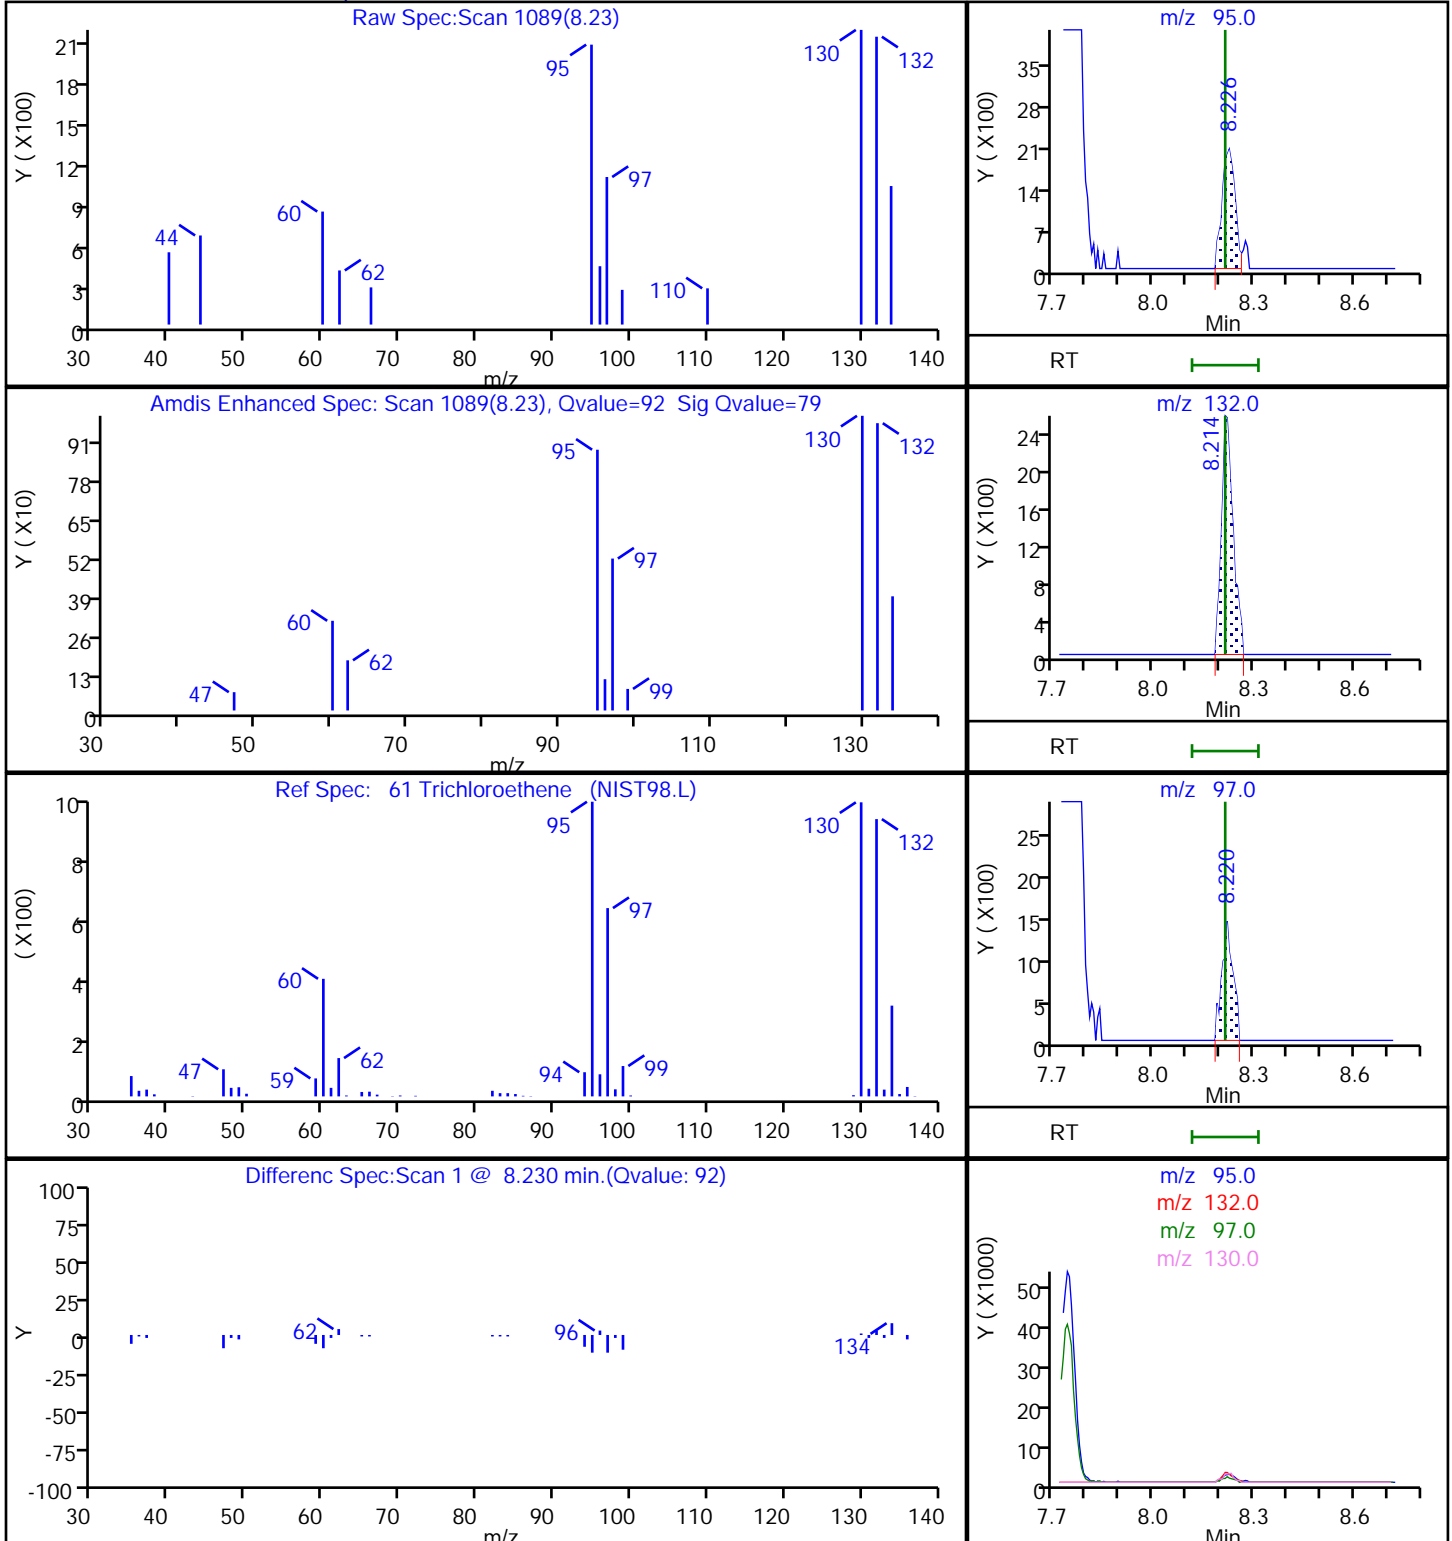 Raw Spec:Scan 1089(8.23)
Y ( X100)
21
18
15
12
9
6
3
0
44
60
62
95
97
110
130
132
30 40 50 60 70 80 90 100 110 120 130 140
m/z
m/z 95.0
Y ( X100)
35
28
21
14
7
0
8.226
7.7 8.0 8.3 8.6
Min
RT
Amdis Enhanced Spec: Scan 1089(8.23), Qvalue=92 Sig Qvalue=79
Y ( X10)
91
78
65
52
39
26
13
0
47
60
62
95
97
99
130
132
30 50 70 90 110 130
m/z
m/z 132.0
Y ( X100)
24
20
16
12
8
4
0
8.214
7.7 8.0 8.3 8.6
Min
RT
Ref Spec: 61 Trichloroethene (NIST98.L)
( X100)
10
8
6
4
2
0
47
59
60
62
94
95
97
99
130
132
30 40 50 60 70 80 90 100 110 120 130 140
m/z 97.0
Y ( X100)
25
20
15
10
5
0
8.220
7.7 8.0 8.3 8.6
Min
RT
Differenc Spec:Scan 1 @ 8.230 min.(Qvalue: 92)
Y
100
75
50
25
0
-25
-50
-75
-100
62
96
134
30 40 50 60 70 80 90 100 110 120 130 140
m/z
m/z 95.0
m/z 132.0
m/z 97.0
m/z 130.0
Y ( X1000)
50
40
30
20
10
0
7.7 8.0 8.3 8.6
Min